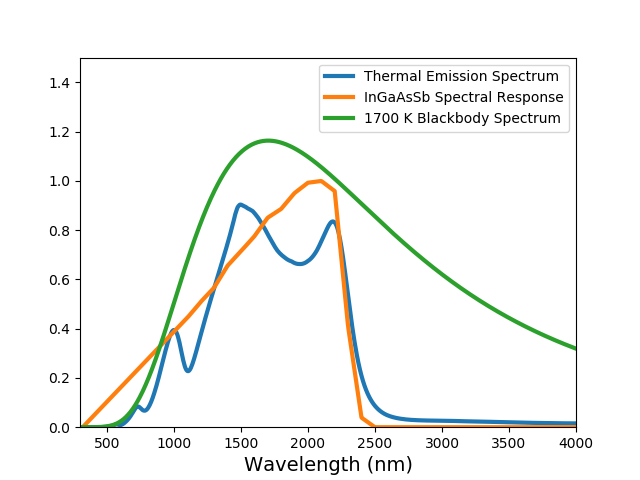 Thermal Emission Spectrum
InGaAsSb Spectral Response
1700 K Blackbody Spectrum
1.4
1.2
1.0
0.8
0.6
0.4
0.2
0.0
500 1000 1500 2000 2500 3000 3500 4000
Wavelength (nm)